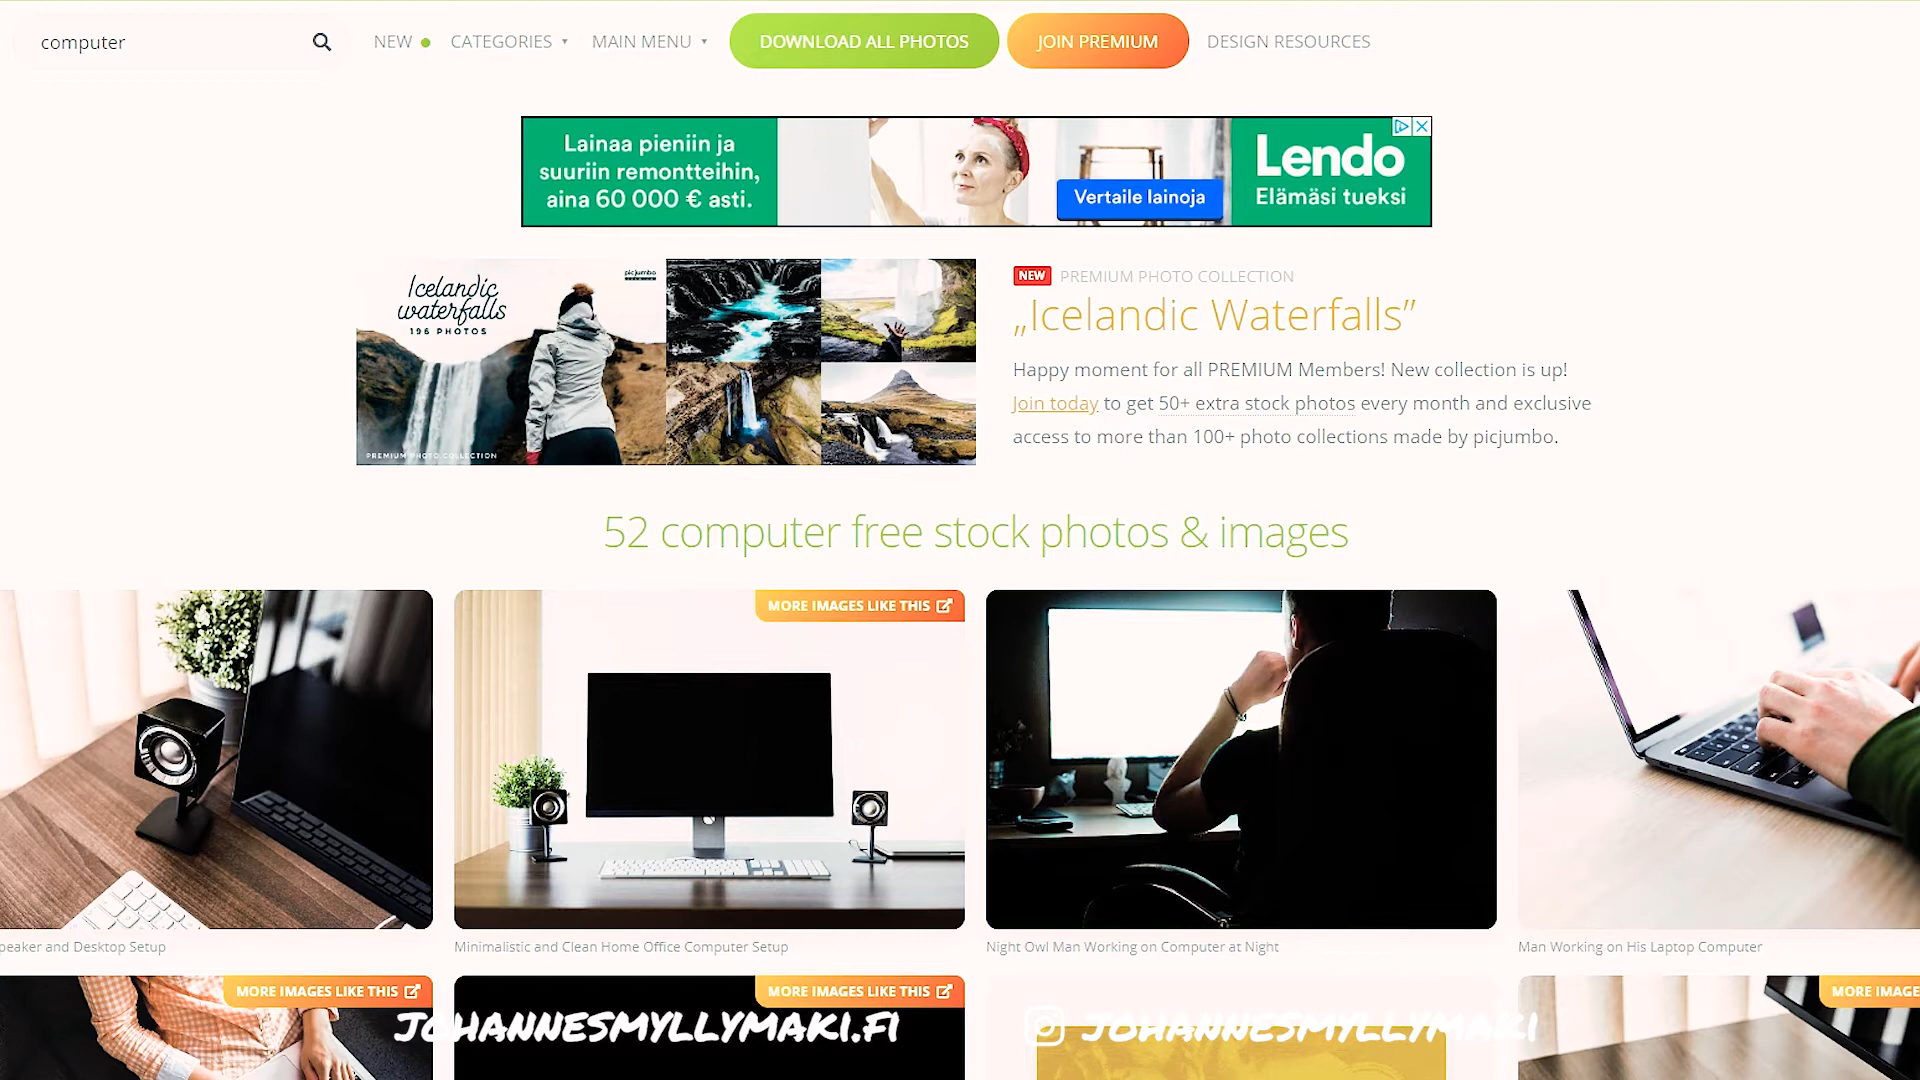 computer
NEW
CATEGORIES
MAIN MENU
DOWNLOAD ALL PHOTOS
JOIN PREMIUM
DESIGN RESOURCES
Lainaa pieniin ja
suuriin remontteihin,
aina 60 000 € asti.
Vertaile lainoja
Lendo
Elämäsi tueksi
Icelandic
waterfalls
196 PHOTOS
picjumbo
PREMIUM PHOTO COLLECTION
NEW PREMIUM PHOTO COLLECTION
„Icelandic Waterfalls”
Happy moment for all PREMIUM Members! New collection is up!
Join today to get 50+ extra stock photos every month and exclusive
access to more than 100+ photo collections made by picjumbo.
52 computer free stock photos & images
MORE IMAGES LIKE THIS
peaker and Desktop Setup
Minimalistic and Clean Home Office Computer Setup
Night Owl Man Working on Computer at Night
Man Working on His Laptop Computer
MORE IMAGES LIKE THIS
MORE IMAGES LIKE THIS
MORE IMAGE
JOHANNESMYLLYMAKI.FI
JOHANNESMYLLYMAKI